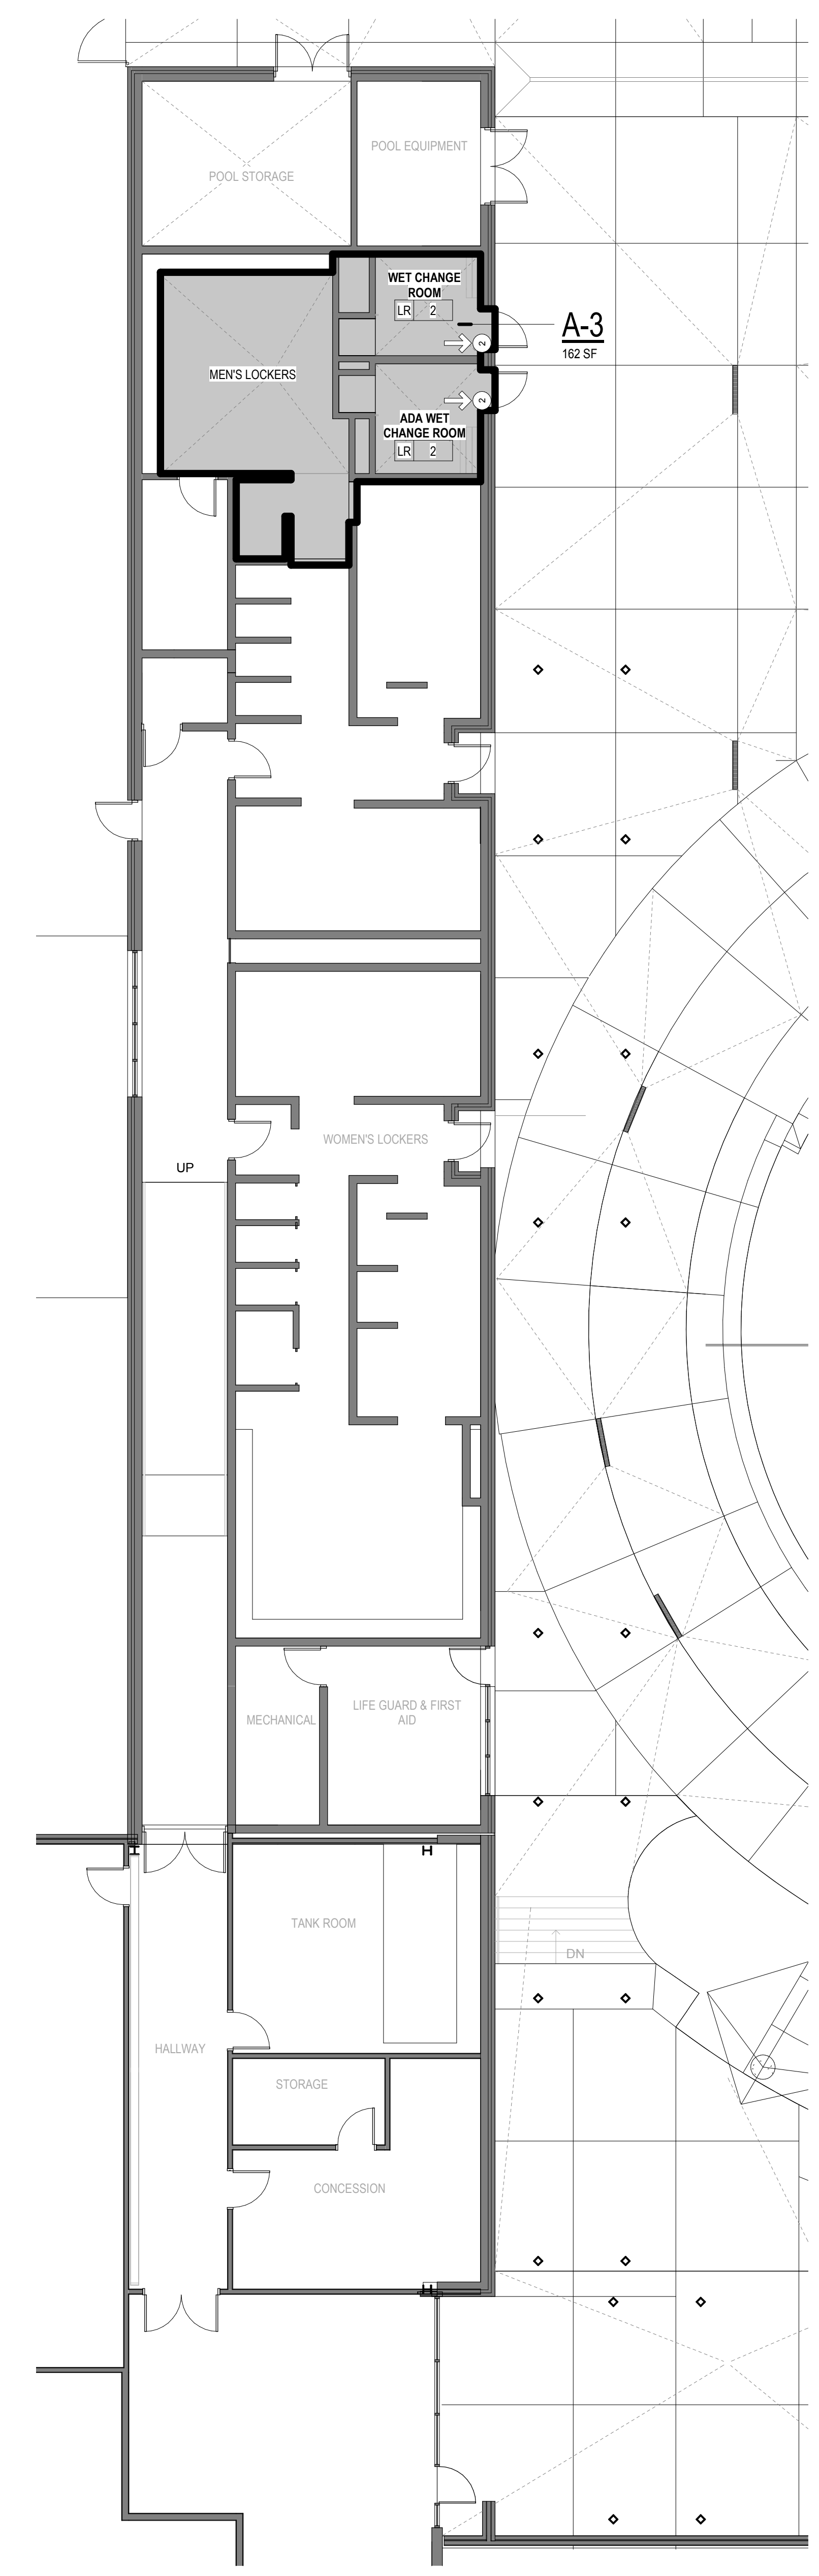 POOL EQUIPMENT
POOL STORAGE
WET CHANGE
ROOM
LR 2
A-3
162 SF
2
MEN'S LOCKERS
2
ADA WET
CHANGE ROOM
LR 2
WOMEN'S LOCKERS
UP
LIFE GUARD & FIRST
AID
MECHANICAL
TANK ROOM
DN
HALLWAY
STORAGE
CONCESSION